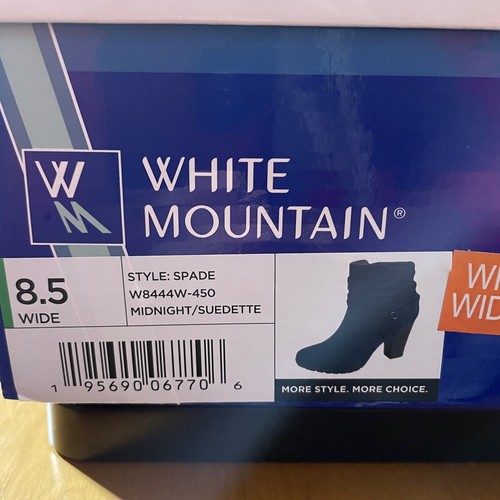 W
M
WHITE
MOUNTAIN®
8.5
WIDE
STYLE: SPADE
W8444W-450
MIDNIGHT/SUEDETTE
1 95690 06770 6
MORE STYLE. MORE CHOICE.